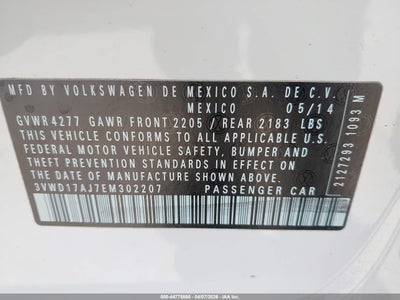 MFD BY VOLKSWAGEN DE MEXICO S.A. DE C.V.
MEXICO 05/14
GVWR 4277 GAWR FRONT 2205 / REAR 2183 LBS
THIS VEHICLE CONFORMS TO ALL APPLICABLE U.S.
FEDERAL MOTOR VEHICLE SAFETY, BUMPER AND
THEFT PREVENTION STANDARDS IN EFFECT ON THE
DATE OF MANUFACTURE SHOWN ABOVE.
3VWD17AJ7EM302207 PASSENGER CAR
2127293 1093 M